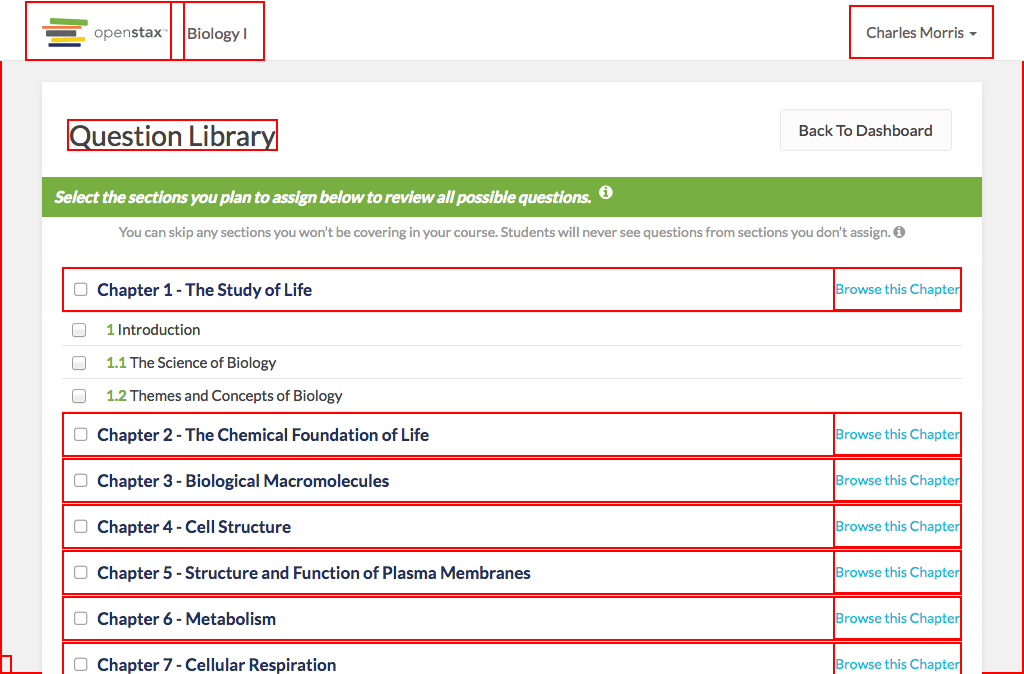 openstax™ Biology I Charles Morris
Question Library Back To Dashboard
Select the sections you plan to assign below to review all possible questions.
You can skip any sections you won't be covering in your course. Students will never see questions from sections you don't assign.
Chapter 1 - The Study of Life Browse this Chapter
1 Introduction
1.1 The Science of Biology
1.2 Themes and Concepts of Biology
Chapter 2 - The Chemical Foundation of Life Browse this Chapter
Chapter 3 - Biological Macromolecules Browse this Chapter
Chapter 4 - Cell Structure Browse this Chapter
Chapter 5 - Structure and Function of Plasma Membranes Browse this Chapter
Chapter 6 - Metabolism Browse this Chapter
Chapter 7 - Cellular Respiration Browse this Chapter